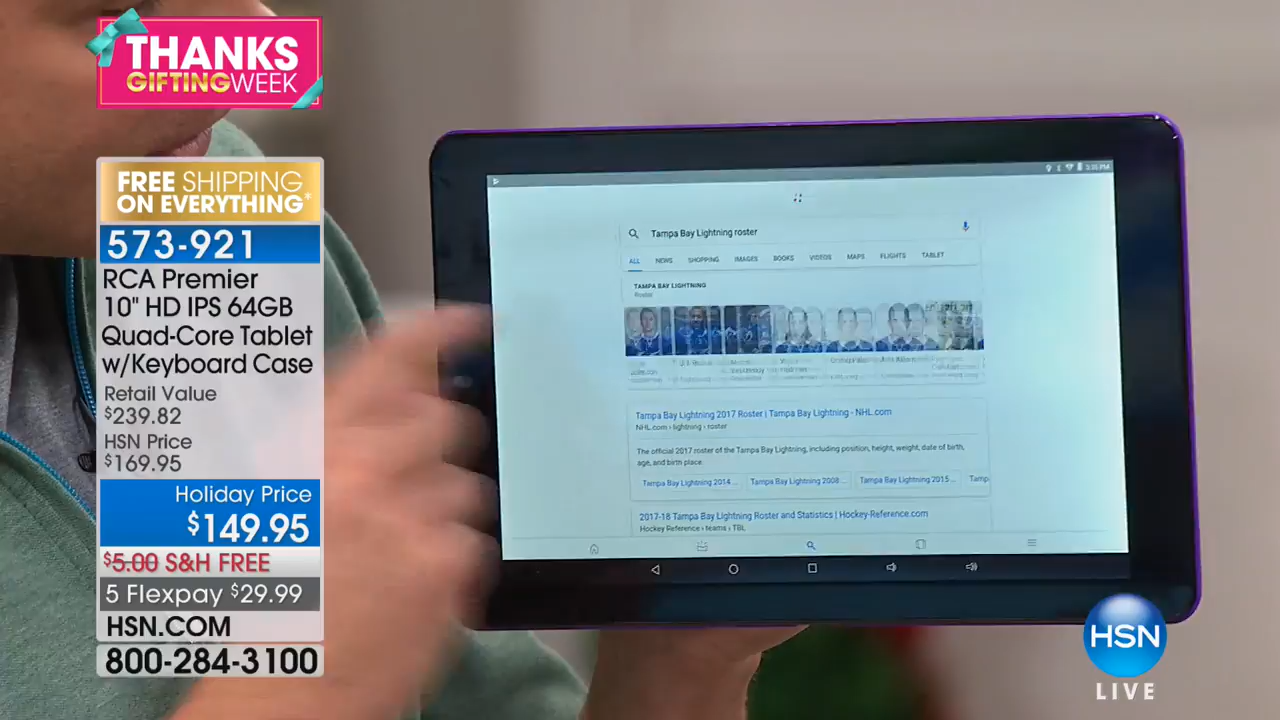 THANKS
GIFTINGWEEK
FREE SHIPPING
ON EVERYTHING*
573-921
RCA Premier
10" HD IPS 64GB
Quad-Core Tablet
w/Keyboard Case
Retail Value
$239.82
HSN Price
$169.95
Holiday Price
$149.95
$5.00 S&H FREE
5 Flexpay $29.99
HSN.COM
800-284-3100
Tampa Bay Lightning roster
ALL NEWS SHOPPING IMAGES BOOKS VIDEOS MAPS FLIGHTS TABLET
TAMPA BAY LIGHTNING
Roster
Tampa Bay Lightning 2017 Roster | Tampa Bay Lightning - NHL.com
NHL.com › lightning › roster
The official 2017 roster of the Tampa Bay Lightning, including position, height, weight, date of birth,
age, and birth place.
Tampa Bay Lightning 2014... Tampa Bay Lightning 2008... Tampa Bay Lightning 2015... Tamp
2017-18 Tampa Bay Lightning Roster and Statistics | Hockey-Reference.com
Hockey Reference › teams › TBL
HSN
LIVE